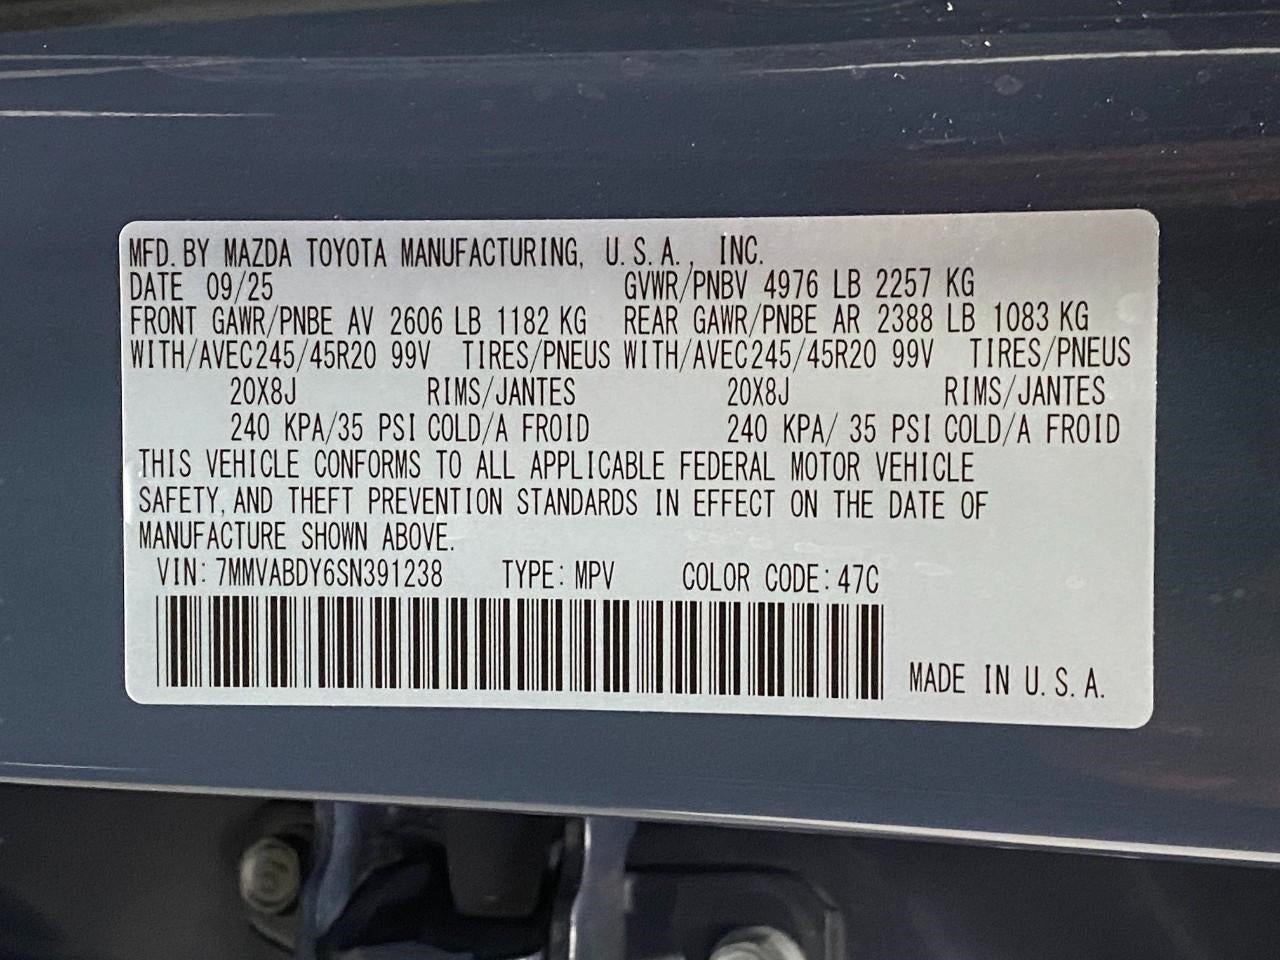 MFD. BY MAZDA TOYOTA MANUFACTURING, U.S.A., INC.
DATE 09/25 GVWR/PNBV 4976 LB 2257 KG
FRONT GAWR/PNBE AV 2606 LB 1182 KG REAR GAWR/PNBE AR 2388 LB 1083 KG
WITH/AVEC245/45R20 99V TIRES/PNEUS WITH/AVEC245/45R20 99V TIRES/PNEUS
20X8J RIMS/JANTES 20X8J RIMS/JANTES
240 KPA/35 PSI COLD/A FROID 240 KPA/ 35 PSI COLD/A FROID
THIS VEHICLE CONFORMS TO ALL APPLICABLE FEDERAL MOTOR VEHICLE
SAFETY, AND THEFT PREVENTION STANDARDS IN EFFECT ON THE DATE OF
MANUFACTURE SHOWN ABOVE.
VIN: 7MMVABDY6SN391238 TYPE: MPV COLOR CODE: 47C
MADE IN U.S.A.